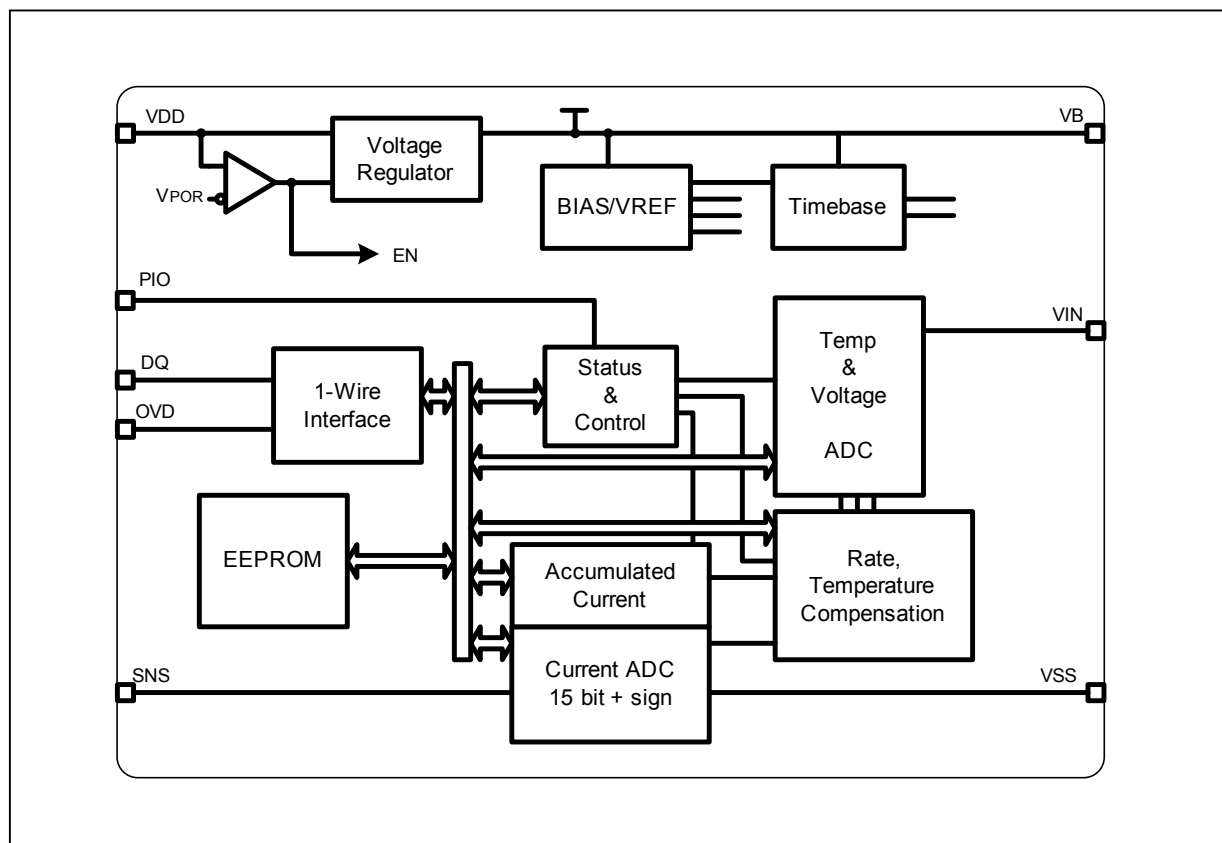 VDD
VB
Voltage
Regulator
VPOR
BIAS/VREF
Timebase
EN
PIO
VIN
Temp
&
Voltage
ADC
DQ
OVD
1-Wire
Interface
Status
&
Control
EEPROM
Accumulated
Current
Rate,
Temperature
Compensation
SNS
Current ADC
15 bit + sign
VSS